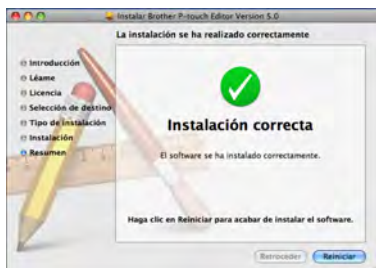 Instalar Brother P-touch Editor Version 5.0
La instalación se ha realizado correctamente
Introducción
Léame
Licencia
Selección de destino
Tipo de instalación
Instalación
Resumen
Instalación correcta
El software se ha instalado correctamente.
Haga clic en Reiniciar para acabar de instalar el software.
Retroceder
Reiniciar